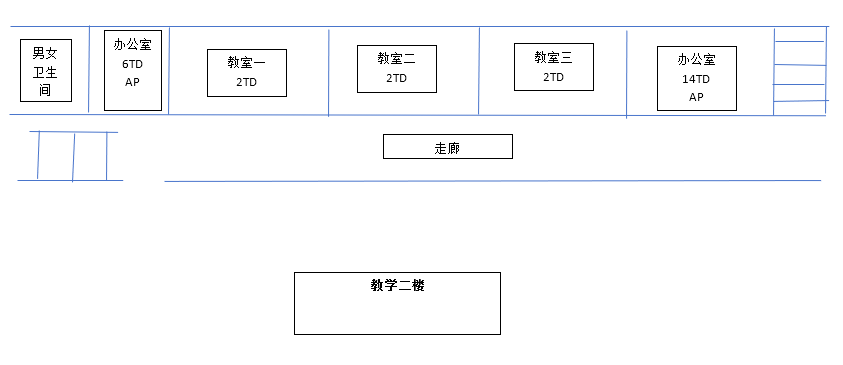 男女
卫生
间
办公室
6TD
AP
教室一
2TD
教室二
2TD
教室三
2TD
办公室
14TD
AP
走廊
教学二楼